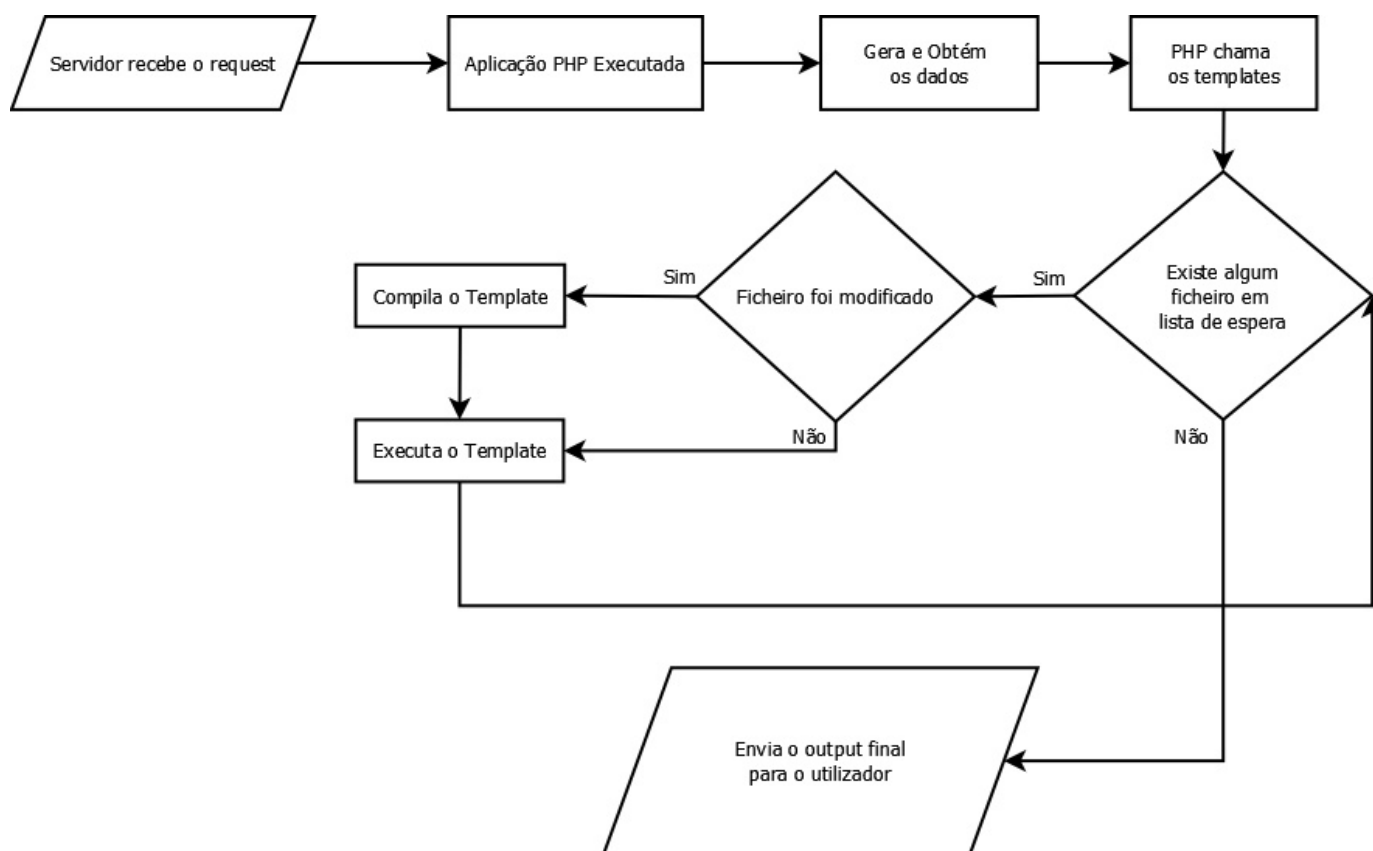 Servidor recebe o request
Aplicação PHP Executada
Gera e Obtém
os dados
PHP chama
os templates
Existe algum
ficheiro em
lista de espera
Sim
Ficheiro foi modificado
Sim
Compila o Template
Não
Executa o Template
Não
Envia o output final
para o utilizador